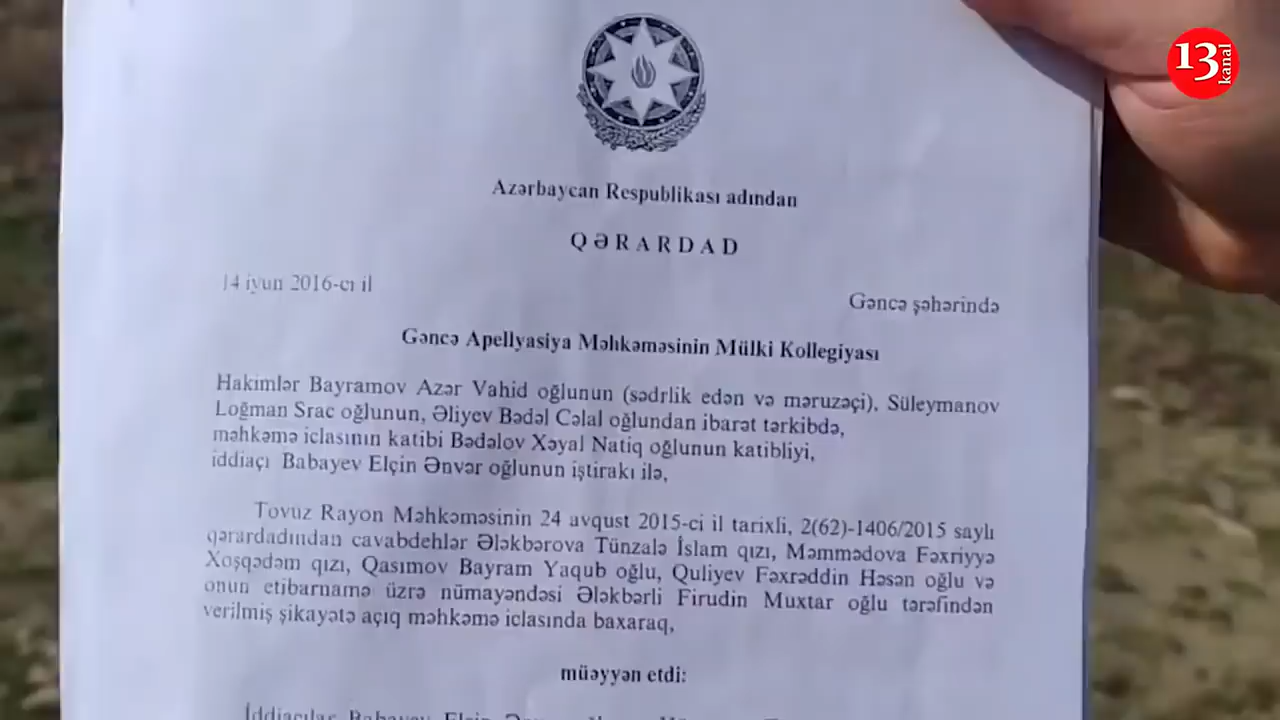 13 kanal
Azərbaycan Respublikası adından
QƏRARDAD
14 iyun 2016-cı il
Gəncə şəhərində
Gəncə Apellyasiya Məhkəməsinin Mülki Kollegiyası
Hakimlər Bayramov Azər Vahid oğlunun (sədrlik edən və məruzəçi), Süleymanov
Loğman Srac oğlunun, Əliyev Bədəl Cəlal oğlundan ibarət tərkibdə,
məhkəmə iclasının katibi Bədəlov Xəyal Natiq oğlunun katibliyi,
iddiaçı Babayev Elçin Ənvər oğlunun iştirakı ilə,
Tovuz Rayon Məhkəməsinin 24 avqust 2015-ci il tarixli, 2(62)-1406/2015 saylı
qərardadından cavabdehlər Ələkbərova Tünzalə İslam qızı, Məmmədova Fəxriyyə
Xoşqədəm qızı, Qasımov Bayram Yaqub oğlu, Quliyev Fəxrəddin Həsən oğlu və
onun etibarnamə üzrə nümayəndəsi Ələkbərli Firudin Muxtar oğlu tərəfindən
verilmiş şikayətə açıq məhkəmə iclasında baxaraq,
müəyyən etdi:
İddiaçılar Babayev Elçin